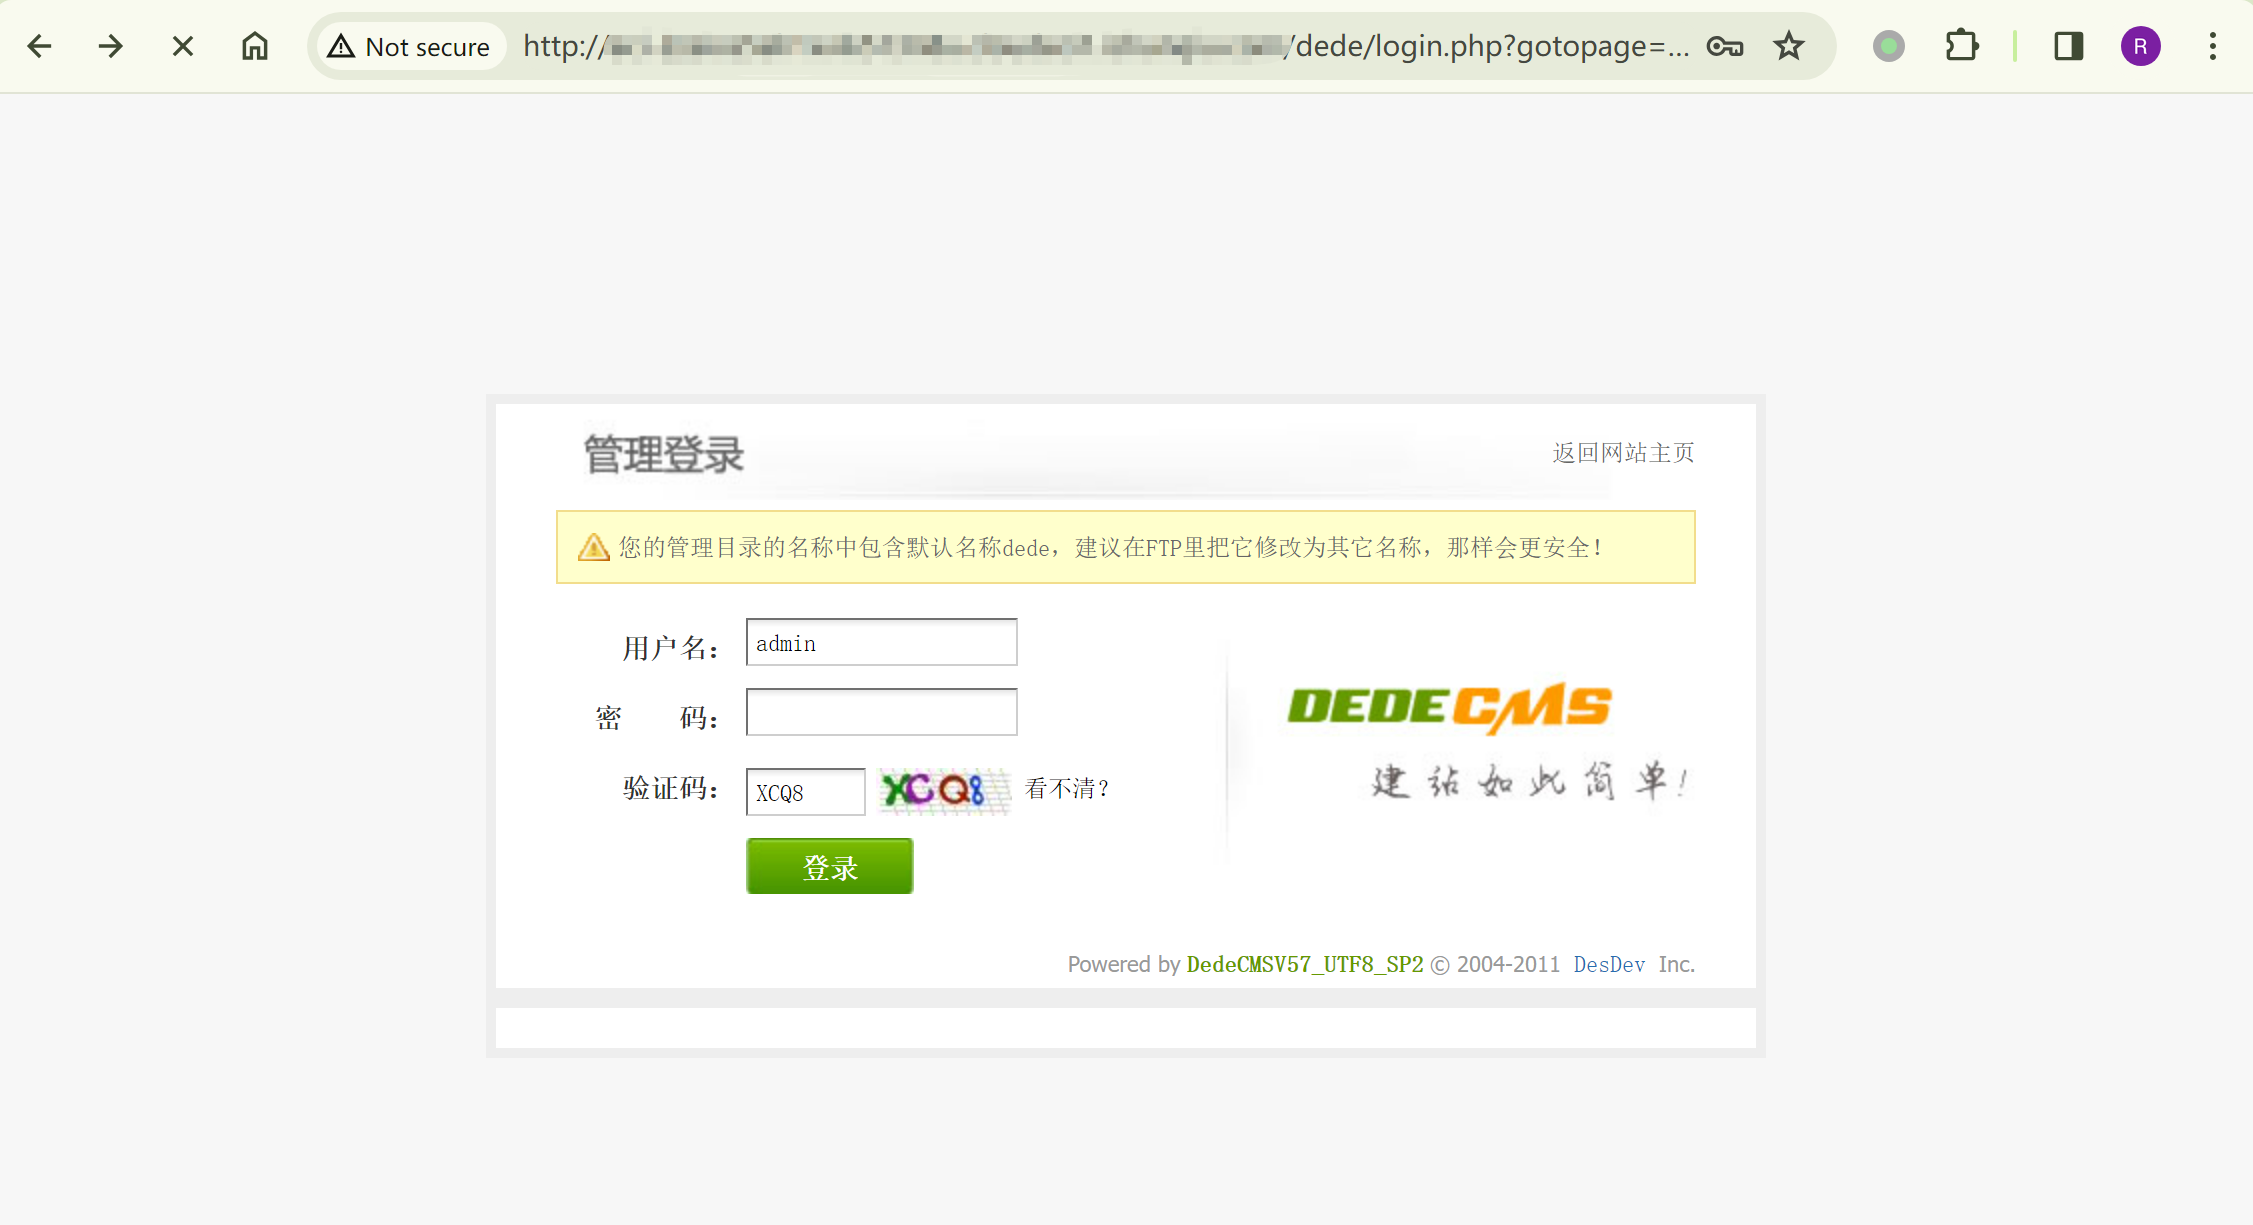 Not secure http:// /dede/login.php?gotopage=... R
管理登录 返回网站主页
您的管理目录的名称中包含默认名称dede，建议在FTP里把它修改为其它名称，那样会更安全！
用户名： admin
密 码：
验证码： XCQ8 XCQ8 看不清？
登录
DEDECMS
建站如此简单!
Powered by DedeCMSV57_UTF8_SP2 © 2004-2011 DesDev Inc.